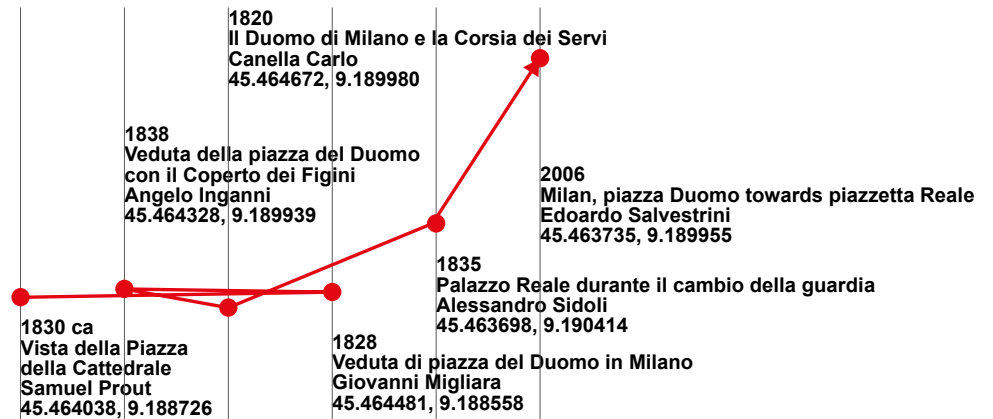 1820
Il Duomo di Milano e la Corsia dei Servi
Canella Carlo
45.464672, 9.189980
1838
Veduta della piazza del Duomo
con il Coperto dei Figini
Angelo Inganni
45.464328, 9.189939
2006
Milan, piazza Duomo towards piazzetta Reale
Edoardo Salvestrini
45.463735, 9.189955
1835
Palazzo Reale durante il cambio della guardia
Alessandro Sidoli
45.463698, 9.190414
1830 ca
Vista della Piazza
della Cattedrale
Samuel Prout
45.464038, 9.188726
1828
Veduta di piazza del Duomo in Milano
Giovanni Migliara
45.464481, 9.188558